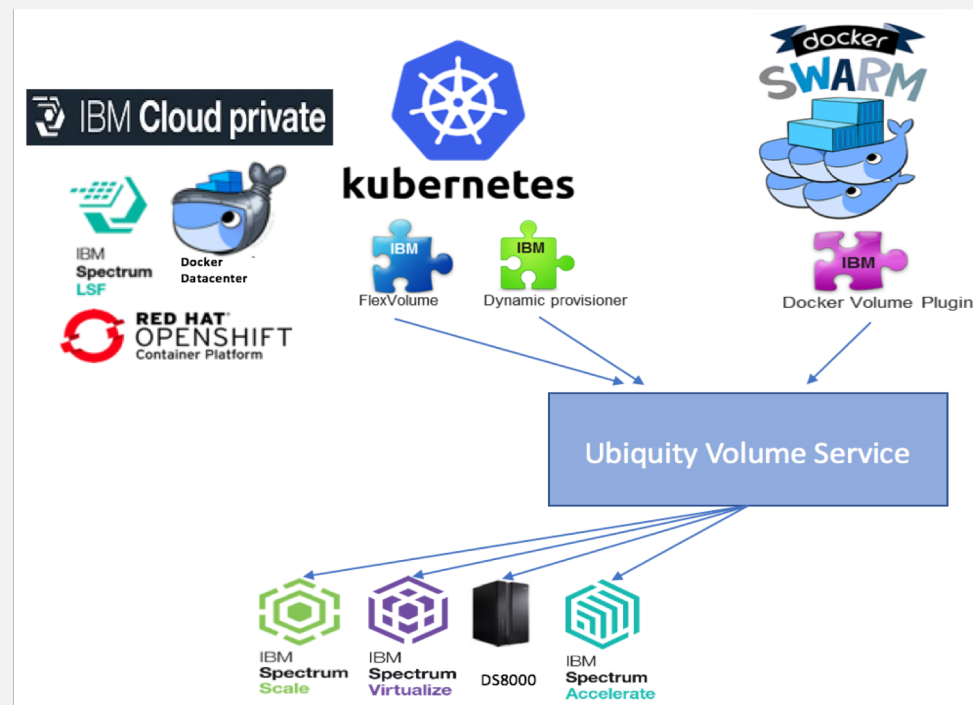 docker
SWARM
IBM Cloud private
kubernetes
IBM
Spectrum
LSF
Docker
Datacenter
RED HAT®
OPENSHIFT
Container Platform
IBM
FlexVolume
IBM
Dynamic provisioner
IBM
Docker Volume Plugin
Ubiquity Volume Service
IBM
Spectrum
Scale
IBM
Spectrum
Virtualize
DS8000
IBM
Spectrum
Accelerate